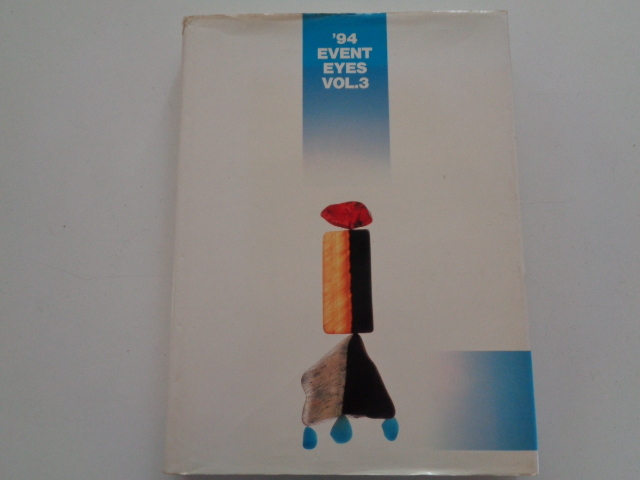 '94
EVENT
EYES
VOL.3